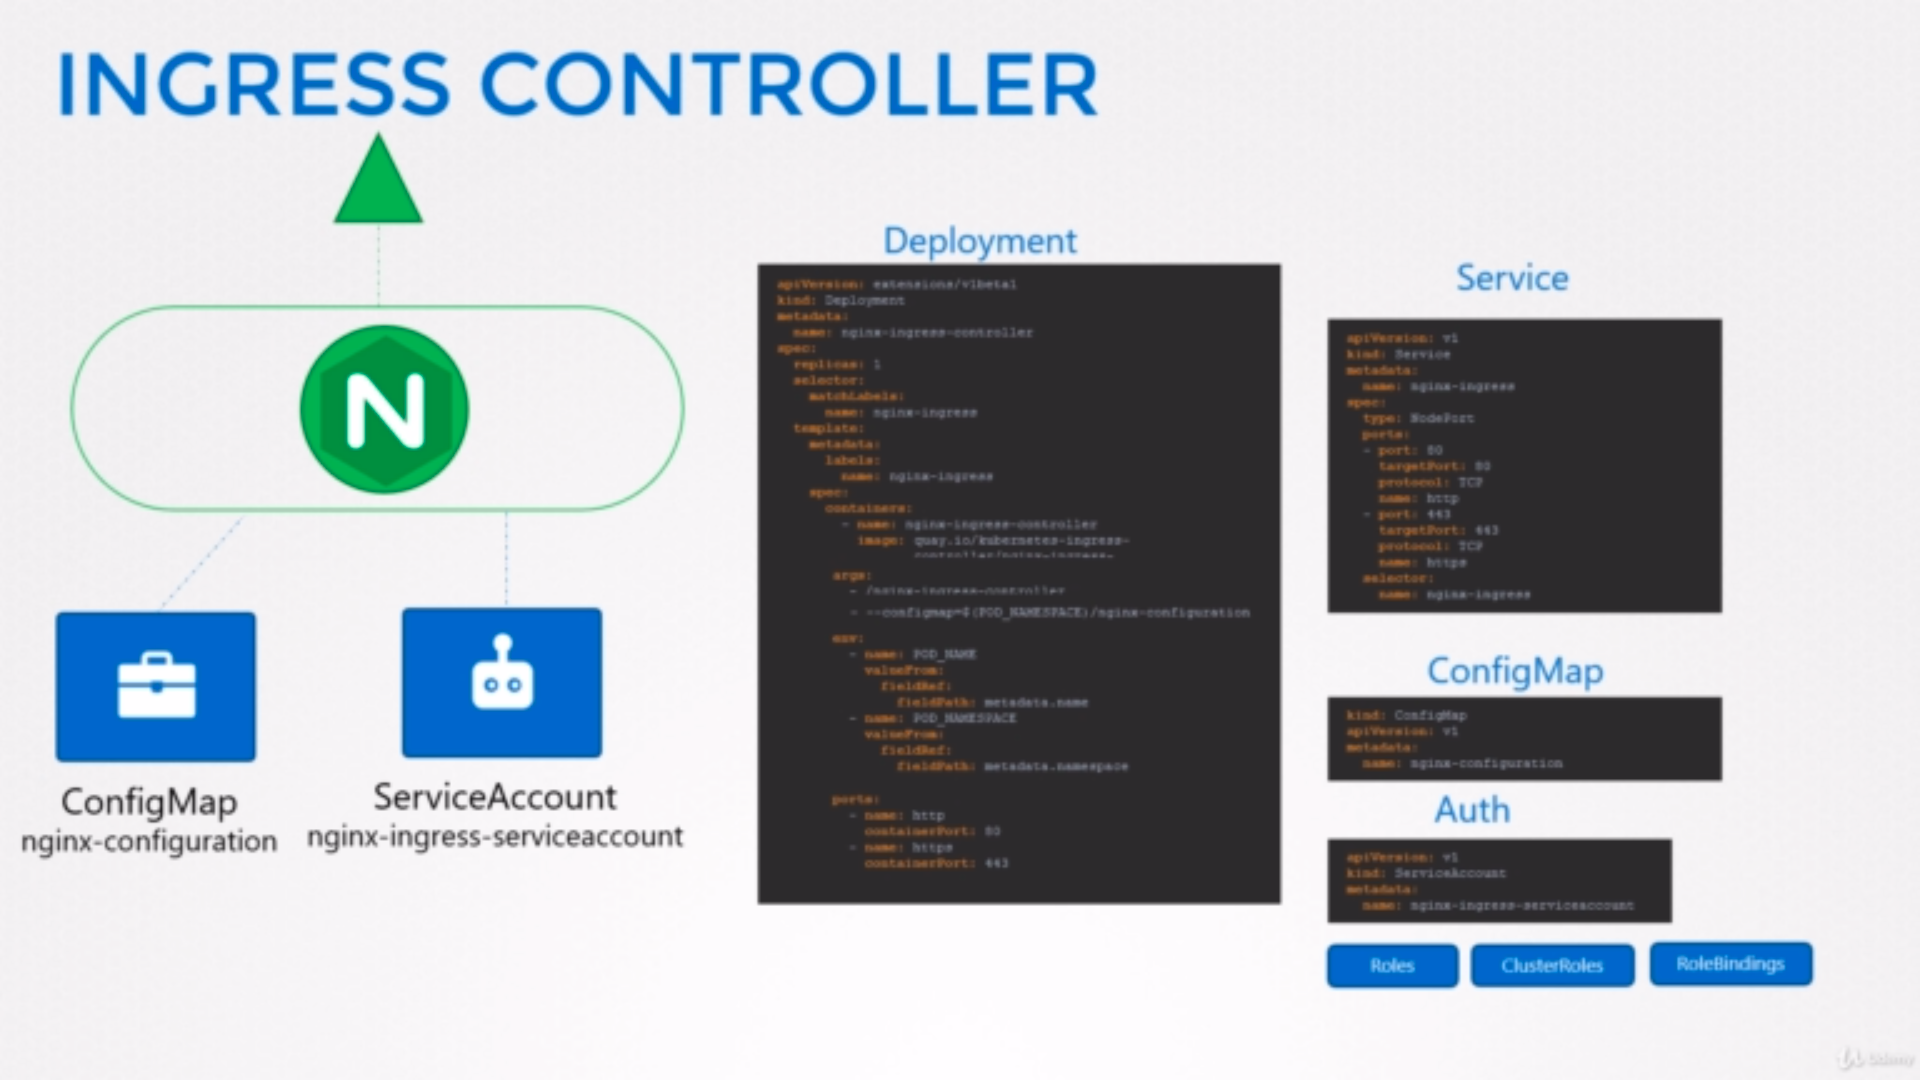 INGRESS CONTROLLER
N
ConfigMap
nginx-configuration
ServiceAccount
nginx-ingress-serviceaccount
Deployment
apiVersion: extensions/v1beta1
kind: Deployment
metadata:
  name: nginx-ingress-controller
spec:
  replicas: 1
  selector:
    matchLabels:
      name: nginx-ingress
  template:
    metadata:
      labels:
        name: nginx-ingress
    spec:
      containers:
        - name: nginx-ingress-controller
          image: quay.io/kubernetes-ingress-
                 controller/nginx-ingress-
       args:
         - /nginx-ingress-controller
         - --configmap=$(POD_NAMESPACE)/nginx-configuration
       env:
         - name: POD_NAME
           valueFrom:
             fieldRef:
               fieldPath: metadata.name
         - name: POD_NAMESPACE
           valueFrom:
             fieldRef:
               fieldPath: metadata.namespace
       ports:
         - name: http
           containerPort: 80
         - name: https
           containerPort: 443
Service
apiVersion: v1
kind: Service
metadata:
  name: nginx-ingress
spec:
  type: NodePort
  ports:
  - port: 80
    targetPort: 80
    protocol: TCP
    name: http
  - port: 443
    targetPort: 443
    protocol: TCP
    name: https
  selector:
    name: nginx-ingress
ConfigMap
kind: ConfigMap
apiVersion: v1
metadata:
  name: nginx-configuration
Auth
apiVersion: v1
kind: ServiceAccount
metadata:
  name: nginx-ingress-serviceaccount
Roles
ClusterRoles
RoleBindings
Udemy